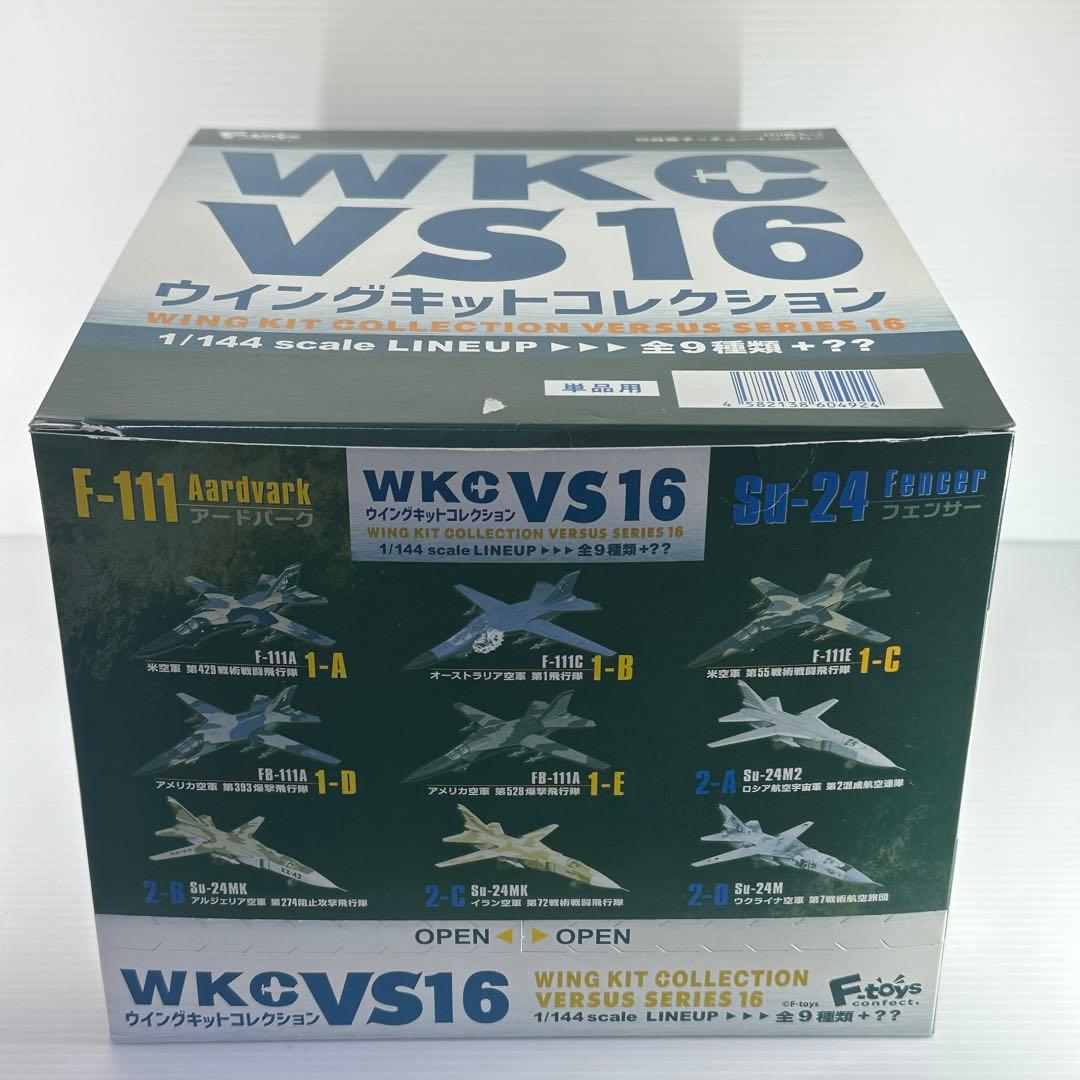 F-toys
WKC
VS16
ウイングキットコレクション
WING KIT COLLECTION VERSUS SERIES 16
1/144 scale LINEUP ▶▶▶ 全9種類+??
単品用
4 582138 604924
F-111 Aardvark
アードバーク
WKC VS16
ウイングキットコレクション
WING KIT COLLECTION VERSUS SERIES 16
1/144 scale LINEUP ▶▶▶ 全9種類+??
Su-24 Fencer
フェンサー
F-111A
米空軍 第429戦術戦闘飛行隊 1-A
F-111C
オーストラリア空軍 第1飛行隊 1-B
F-111E
米空軍 第55戦術戦闘飛行隊 1-C
FB-111A
アメリカ空軍 第393爆撃飛行隊 1-D
FB-111A
アメリカ空軍 第528爆撃飛行隊 1-E
2-A Su-24M2
ロシア航空宇宙軍 第2混成航空連隊
2-B Su-24MK
アルジェリア空軍 第274阻止攻撃飛行隊
2-C Su-24MK
イラン空軍 第72戦術戦闘飛行隊
2-D Su-24M
ウクライナ空軍 第7戦術航空旅団
OPEN ◀ ▶ OPEN
WKC VS16
ウイングキットコレクション
WING KIT COLLECTION
VERSUS SERIES 16
1/144 scale LINEUP ▶▶▶ 全9種類+??
©F-toys
F-toys
confect.